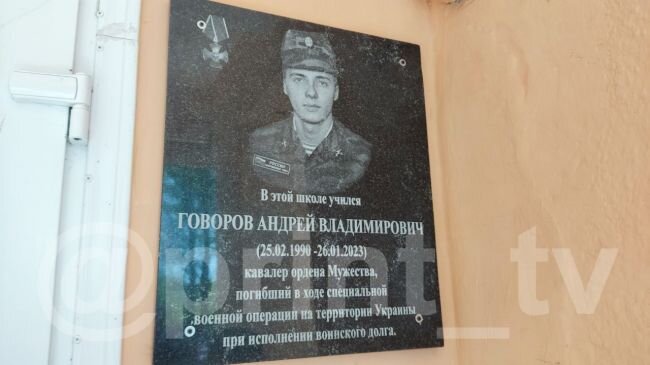 РОССИЯ
В этой школе учился
ГОВОРОВ АНДРЕЙ ВЛАДИМИРОВИЧ
(25.02.1990 -26.01.2023)
кавалер ордена Мужества,
погибший в ходе специальной
военной операции на территории Украины
при исполнении воинского долга.
@print_tv